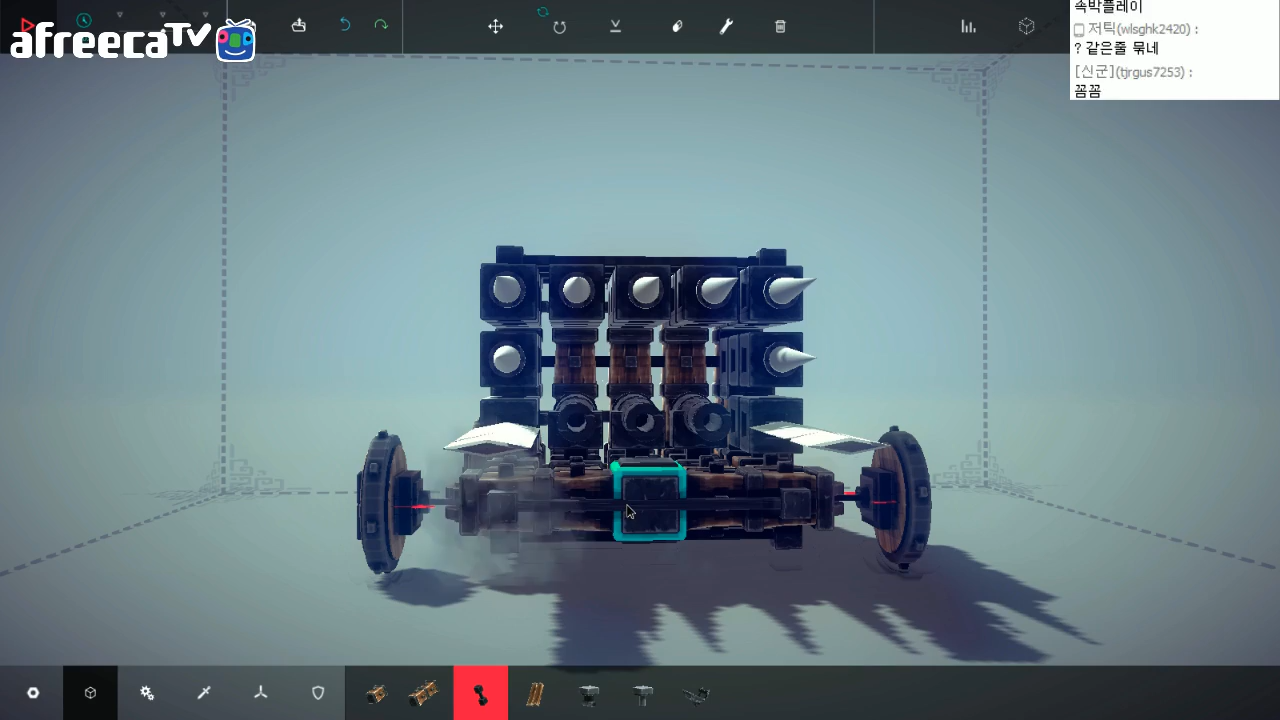 afreecaTV
속박플레이
저틱(wlsghk2420) :
? 같은줄 묶네
[신군](tjrgus7253) :
꼼꼼